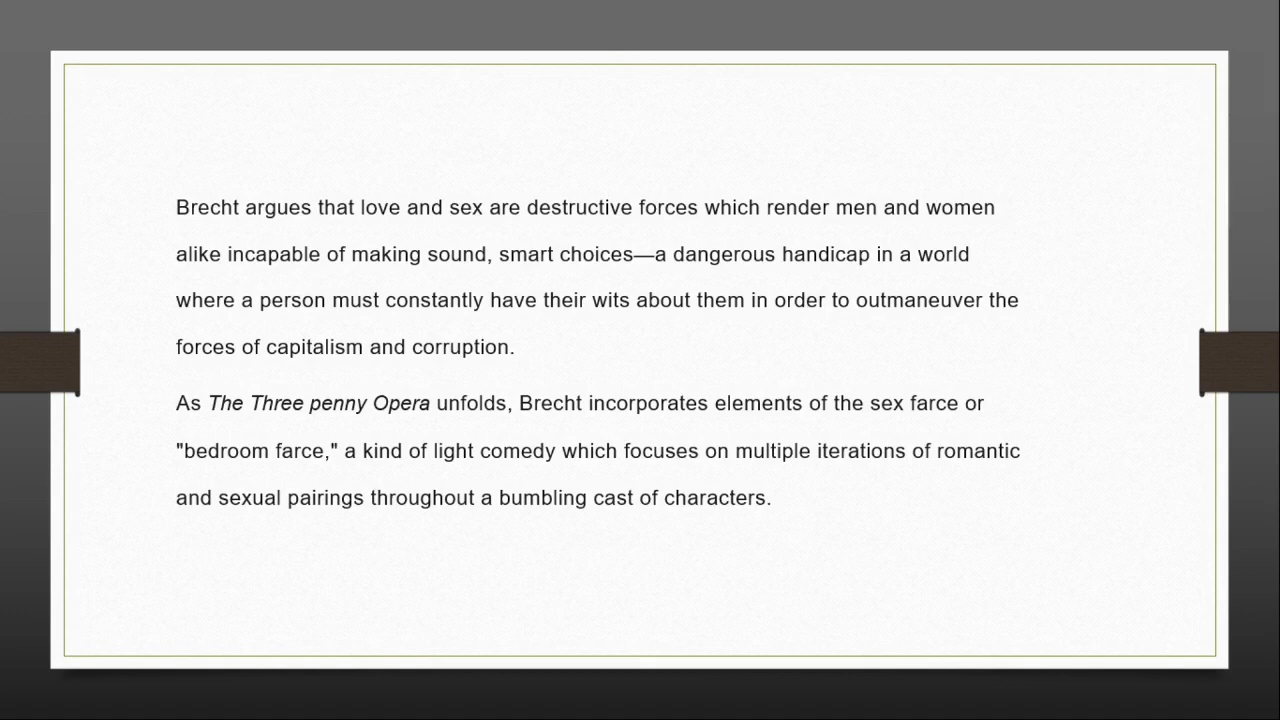 Brecht argues that love and sex are destructive forces which render men and women
alike incapable of making sound, smart choices—a dangerous handicap in a world
where a person must constantly have their wits about them in order to outmaneuver the
forces of capitalism and corruption.
As The Three penny Opera unfolds, Brecht incorporates elements of the sex farce or
"bedroom farce," a kind of light comedy which focuses on multiple iterations of romantic
and sexual pairings throughout a bumbling cast of characters.